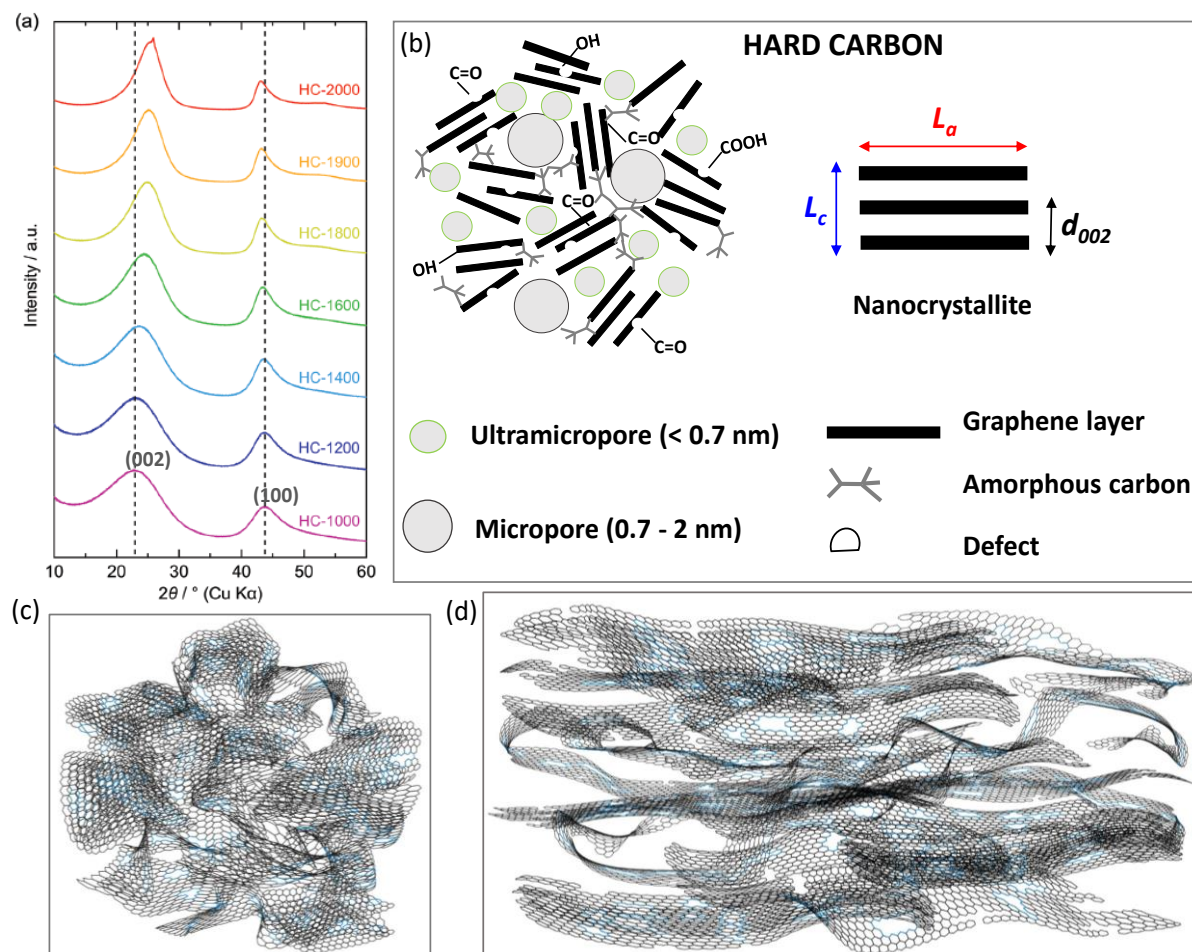 (a)
Intensity / a.u.
HC-2000
HC-1900
HC-1800
HC-1600
HC-1400
HC-1200
(002)
(100)
HC-1000
10 20 30 40 50 60
2θ / ° (Cu Kα)
(b)
HARD CARBON
OH
C=O
C=O
COOH
C=O
OH
C=O
La
Lc
d002
Nanocrystallite
Ultramicropore (< 0.7 nm)
Micropore (0.7 - 2 nm)
Graphene layer
Amorphous carbon
Defect
(c)
(d)